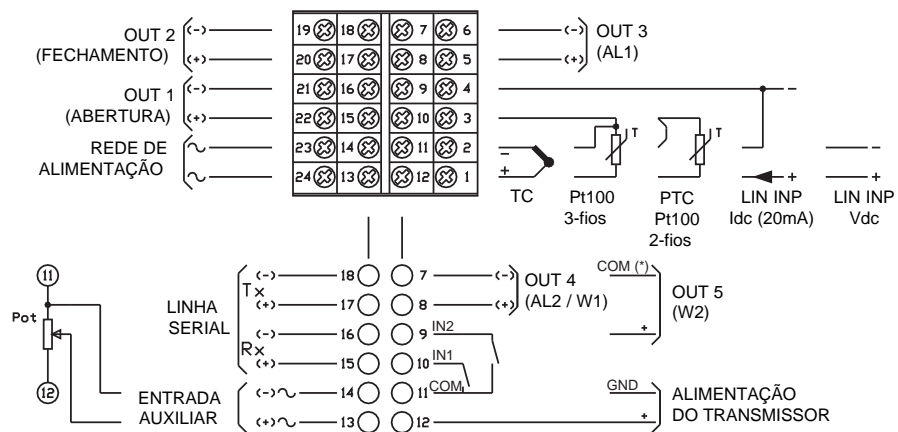 OUT 2
(FECHAMENTO)
(-)
(+)
OUT 1
(ABERTURA)
(-)
(+)
REDE DE
ALIMENTAÇÃO
19 18 7 6
20 17 8 5
21 16 9 4
22 15 10 3
23 14 11 2
24 13 12 1
(-)
(+)
OUT 3
(AL1)
-
T
T
-
+
-
+
-
+
TC
Pt100
3-fios
PTC
Pt100
2-fios
LIN INP
Idc (20mA)
LIN INP
Vdc
11
Pot
12
LINHA
SERIAL
Tx
Rx
(-)
(+)
(-)
(+)
18
17
16
15
ENTRADA
AUXILIAR
(-)
(+)
14
13
7
8
9 IN2
10 IN1
11 COM
12
(-)
(+)
OUT 4
(AL2 / W1)
COM (*)
+
OUT 5
(W2)
GND
+
ALIMENTAÇÃO
DO TRANSMISSOR